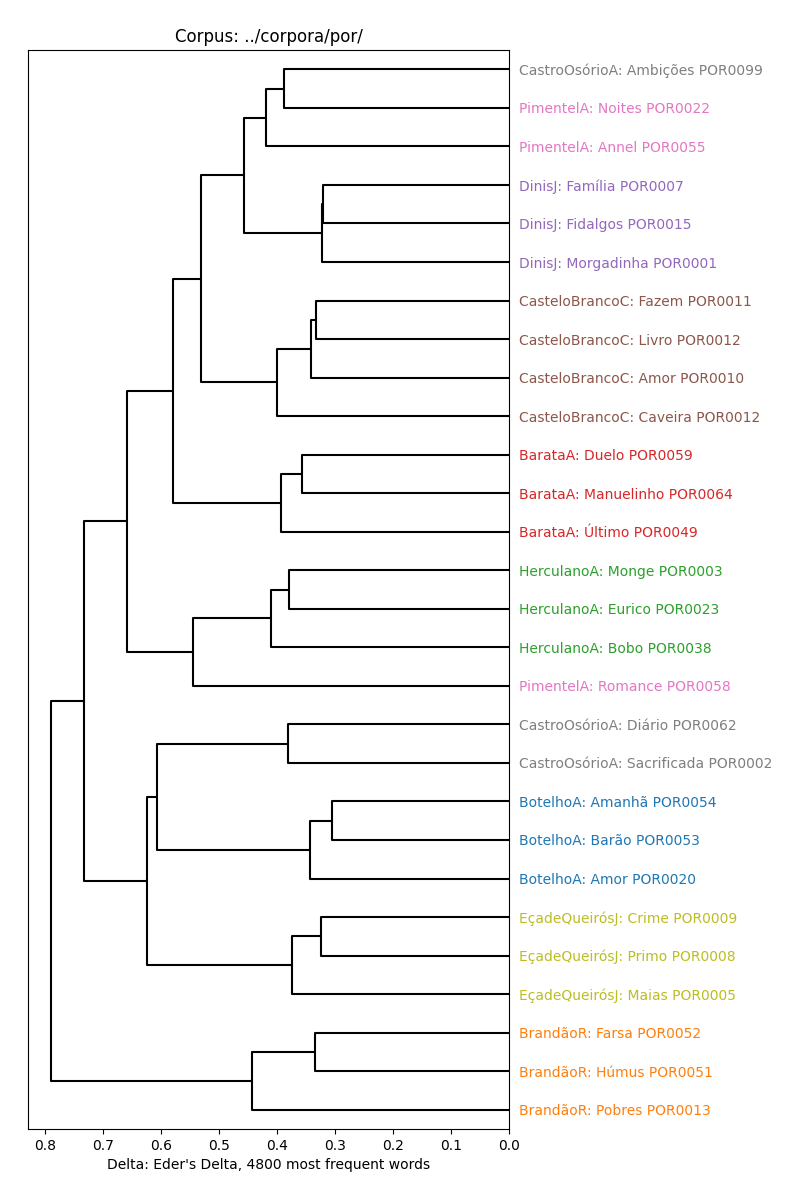 Corpus: ../corpora/por/
CastroOsórioA: Ambições POR0099
PimentelA: Noites POR0022
PimentelA: Annel POR0055
DinisJ: Família POR0007
DinisJ: Fidalgos POR0015
DinisJ: Morgadinha POR0001
CasteloBrancoC: Fazem POR0011
CasteloBrancoC: Livro POR0012
CasteloBrancoC: Amor POR0010
CasteloBrancoC: Caveira POR0012
BarataA: Duelo POR0059
BarataA: Manuelinho POR0064
BarataA: Último POR0049
HerculanoA: Monge POR0003
HerculanoA: Eurico POR0023
HerculanoA: Bobo POR0038
PimentelA: Romance POR0058
CastroOsórioA: Diário POR0062
CastroOsórioA: Sacrificada POR0002
BotelhoA: Amanhã POR0054
BotelhoA: Barão POR0053
BotelhoA: Amor POR0020
EçadeQueirósJ: Crime POR0009
EçadeQueirósJ: Primo POR0008
EçadeQueirósJ: Maias POR0005
BrandãoR: Farsa POR0052
BrandãoR: Húmus POR0051
BrandãoR: Pobres POR0013
0.8 0.7 0.6 0.5 0.4 0.3 0.2 0.1 0.0
Delta: Eder's Delta, 4800 most frequent words